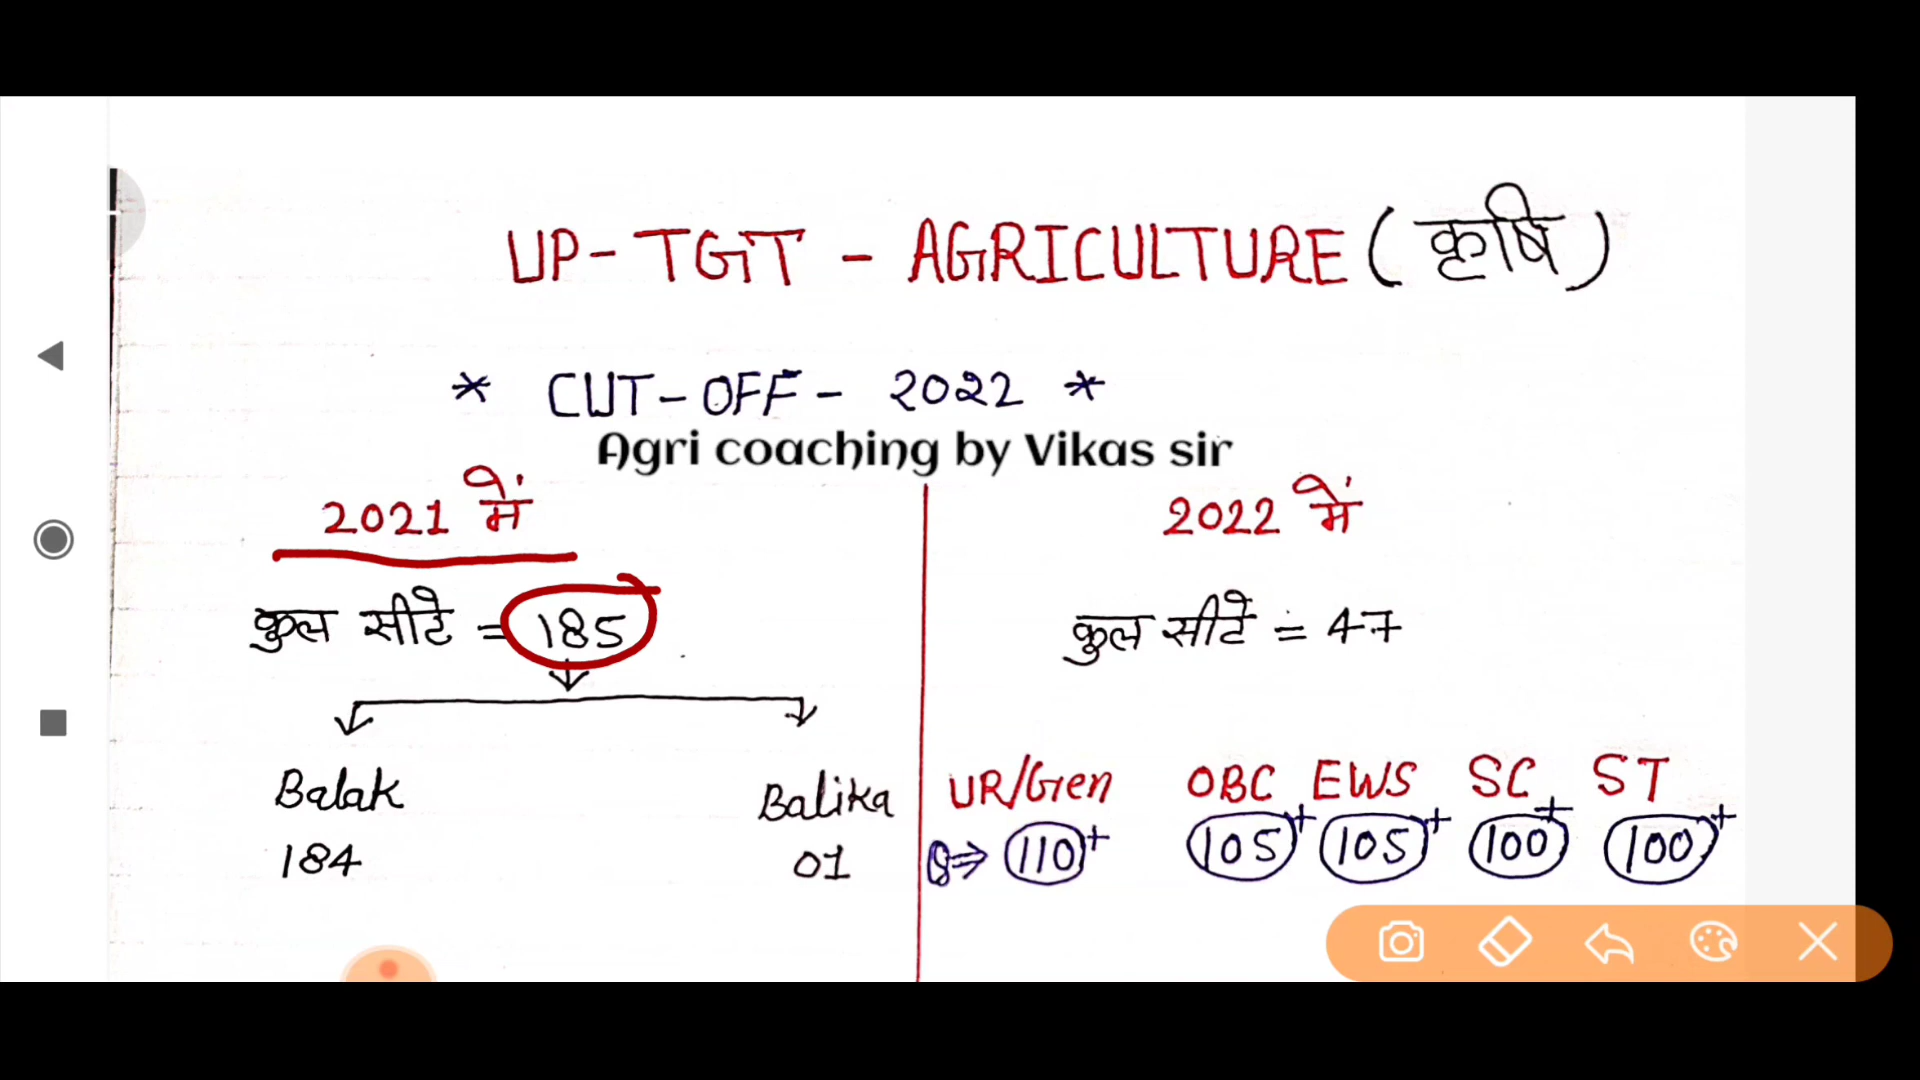 UP-TGT - AGRICULTURE (कृषि)
* CUT-OFF- 2022 *
Agri coaching by Vikas sir
2021 में
कुल सीटे = 185
Balak
184
Balika
01
2022 में
कुल सीटें = 47
UR/Gen OBC EWS SC ST
⇒ 110+ 105+ 105+ 100+ 100+